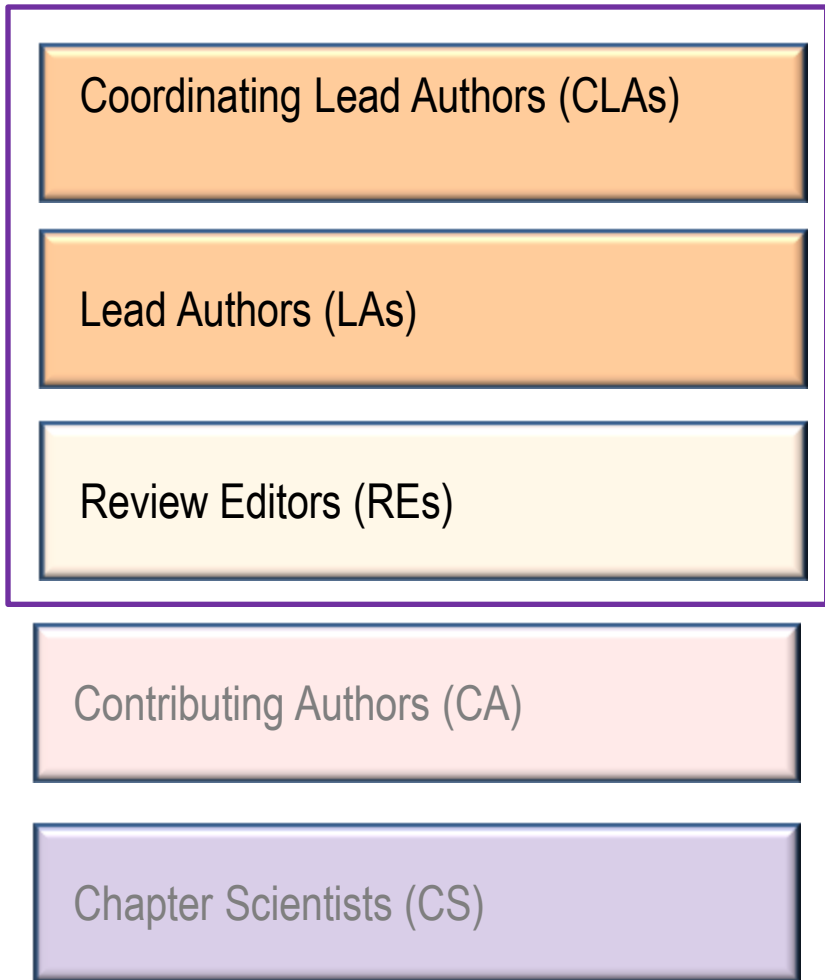 Coordinating Lead Authors (CLAs)
Lead Authors (LAs)
Review Editors (REs)
Contributing Authors (CA)
Chapter Scientists (CS)